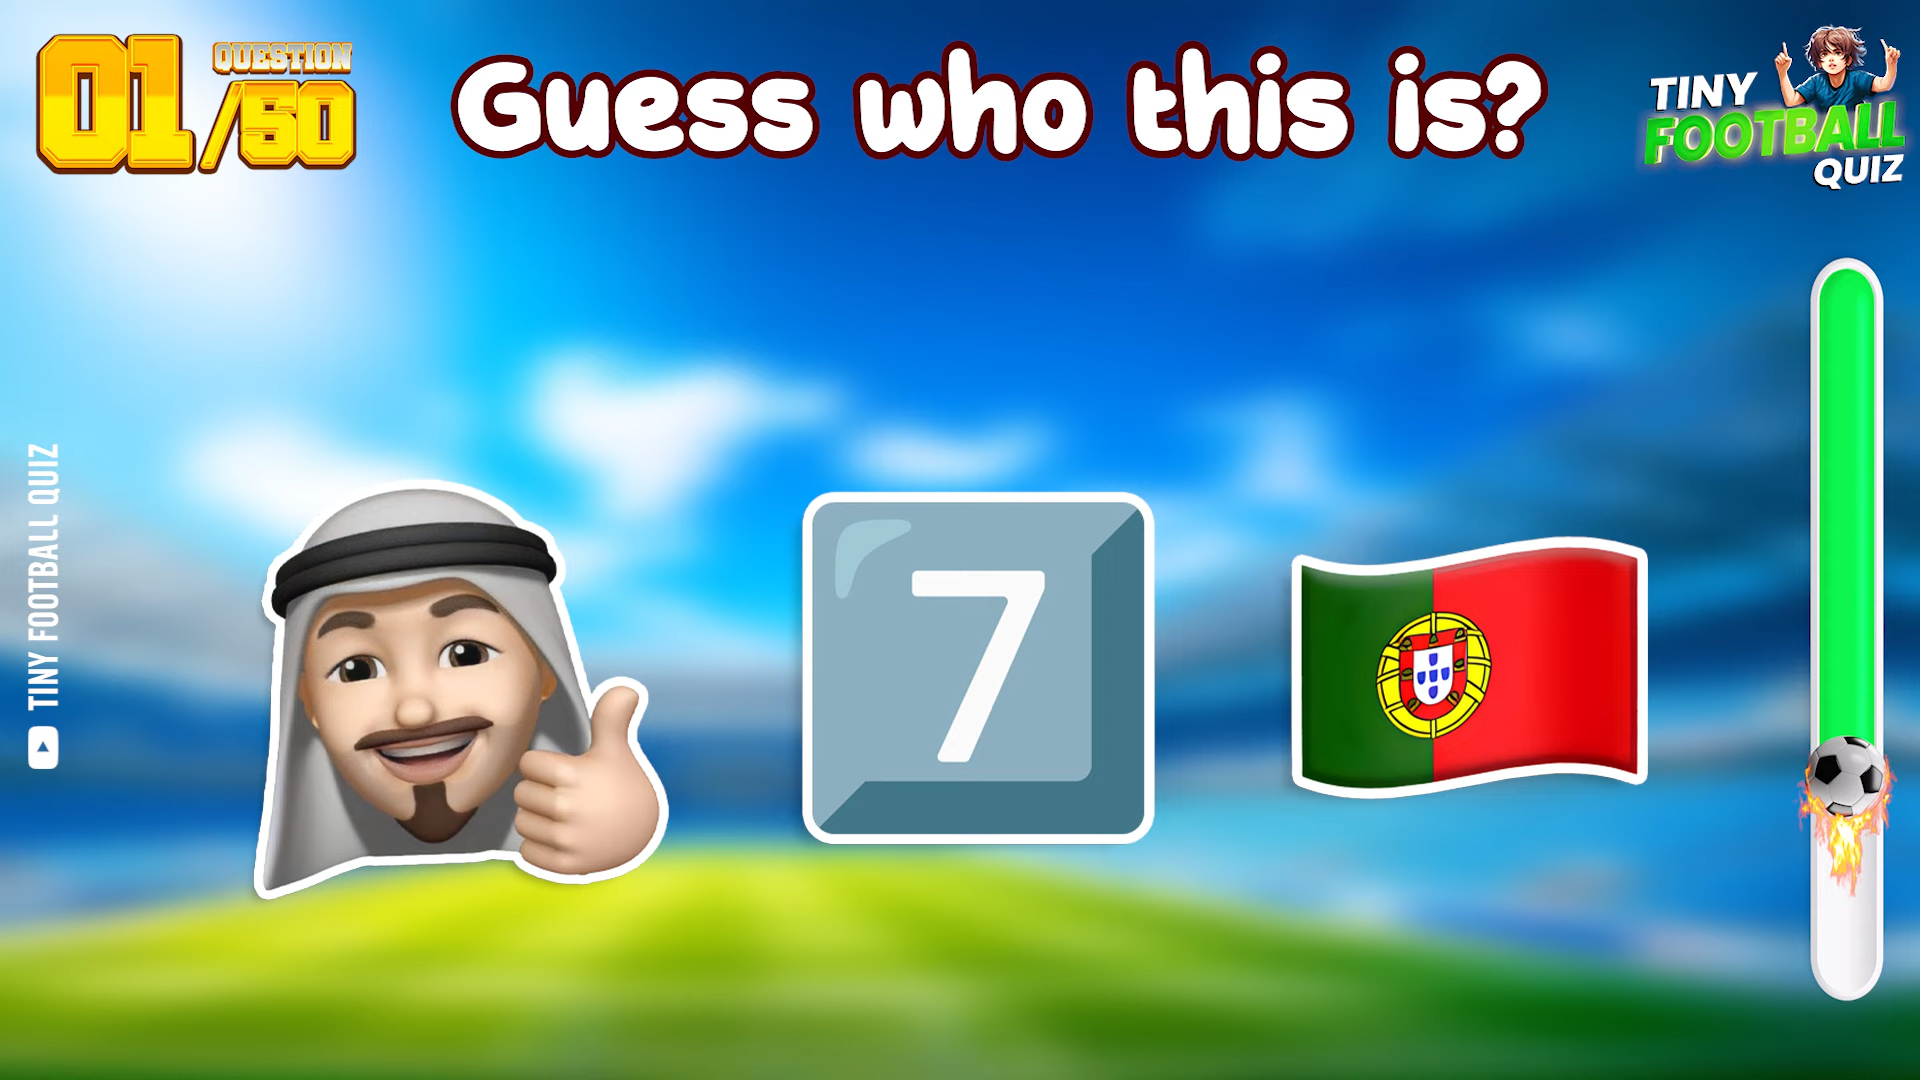 01/50
QUESTION
Guess who this is?
TINY
FOOTBALL
QUIZ
TINY FOOTBALL QUIZ
7